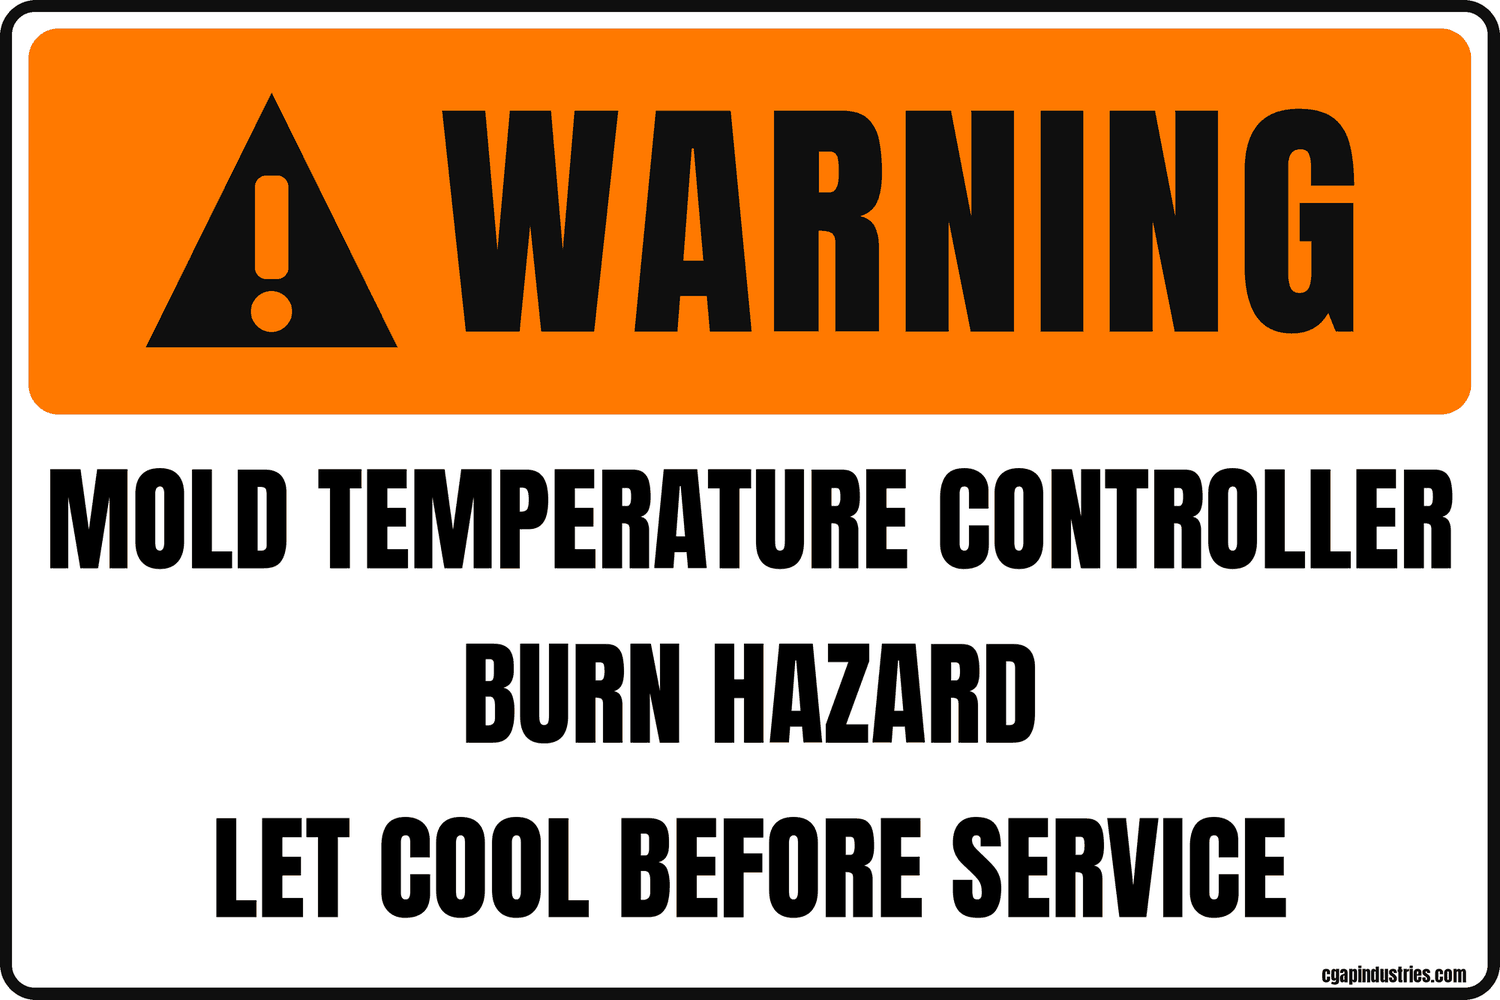 WARNING
MOLD TEMPERATURE CONTROLLER
BURN HAZARD
LET COOL BEFORE SERVICE
cgapindustries.com